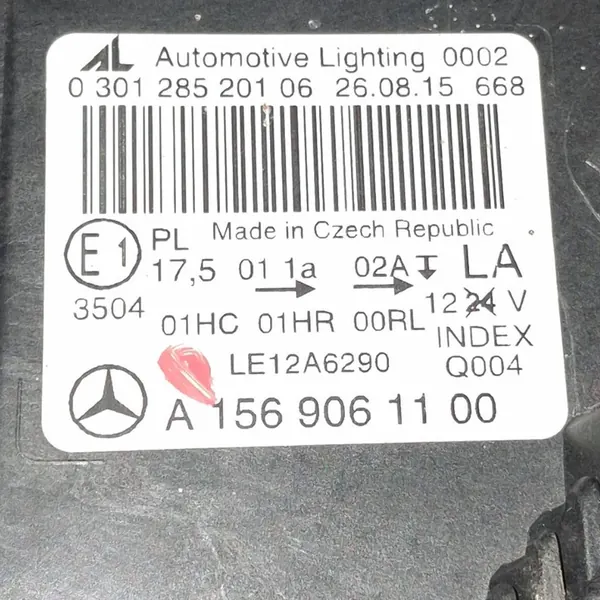 AL Automotive Lighting 0002
0 301 285 201 06 26.08.15 668
Made in Czech Republic
E1 PL 17,5 01 1a 02A LA
3504 12 24 V
01HC 01HR 00RL INDEX
LE12A6290 Q004
A 156 906 11 00